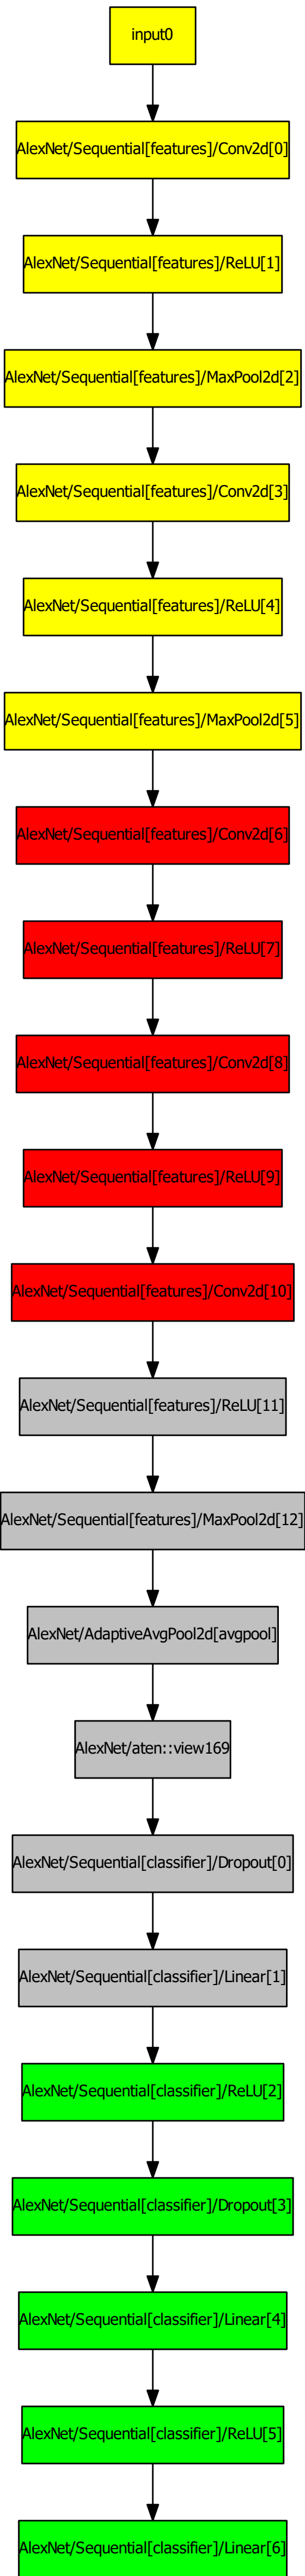 input0
AlexNet/Sequential[features]/Conv2d[0]
AlexNet/Sequential[features]/ReLU[1]
AlexNet/Sequential[features]/MaxPool2d[2]
AlexNet/Sequential[features]/Conv2d[3]
AlexNet/Sequential[features]/ReLU[4]
AlexNet/Sequential[features]/MaxPool2d[5]
AlexNet/Sequential[features]/Conv2d[6]
AlexNet/Sequential[features]/ReLU[7]
AlexNet/Sequential[features]/Conv2d[8]
AlexNet/Sequential[features]/ReLU[9]
AlexNet/Sequential[features]/Conv2d[10]
AlexNet/Sequential[features]/ReLU[11]
AlexNet/Sequential[features]/MaxPool2d[12]
AlexNet/AdaptiveAvgPool2d[avgpool]
AlexNet/aten::view169
AlexNet/Sequential[classifier]/Dropout[0]
AlexNet/Sequential[classifier]/Linear[1]
AlexNet/Sequential[classifier]/ReLU[2]
AlexNet/Sequential[classifier]/Dropout[3]
AlexNet/Sequential[classifier]/Linear[4]
AlexNet/Sequential[classifier]/ReLU[5]
AlexNet/Sequential[classifier]/Linear[6]